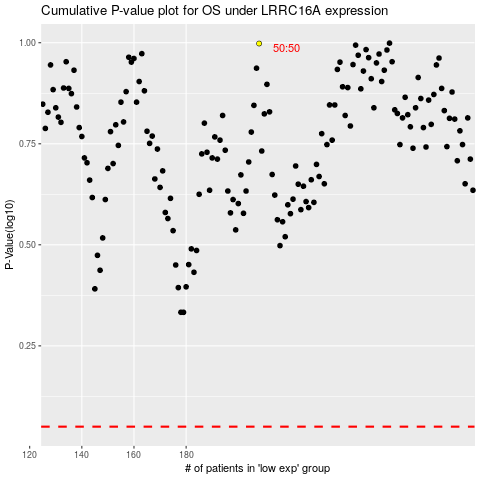 Cumulative P-value plot for OS under LRRC16A expression
1.00
50:50
0.75
P-Value(log10)
0.50
0.25
120 140 160 180
# of patients in 'low exp' group